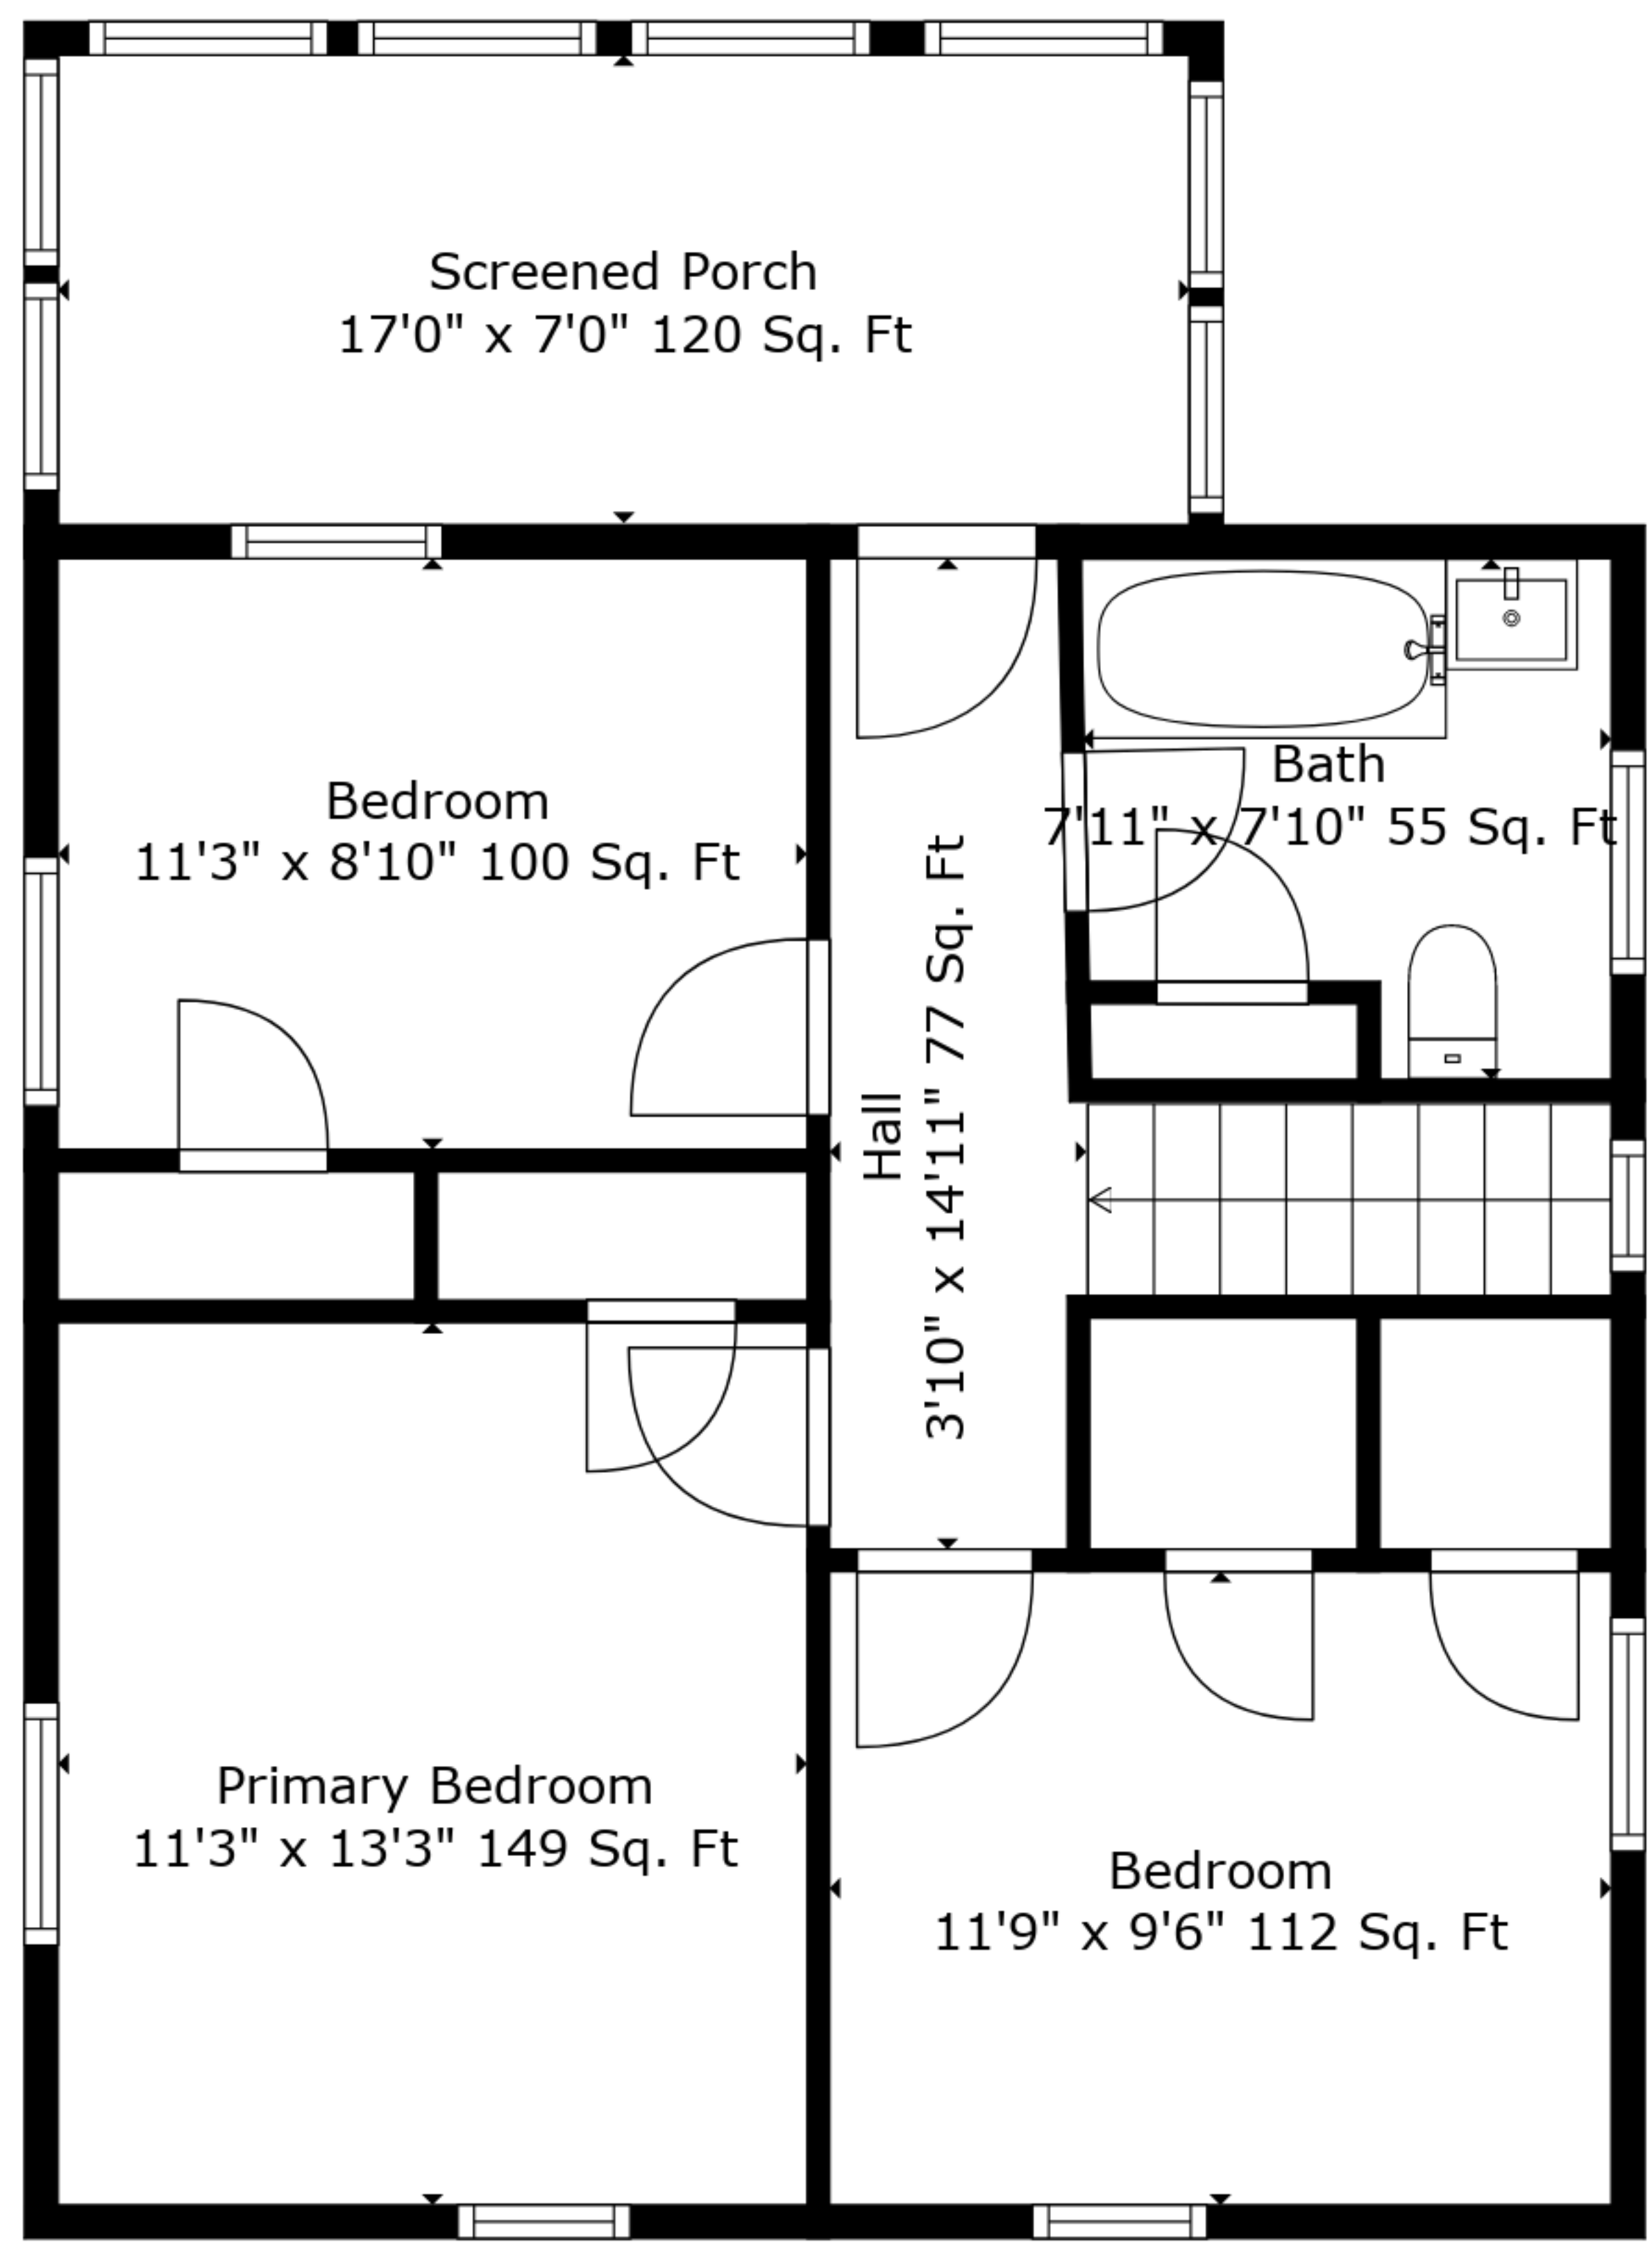 Screened Porch
17'0" x 7'0" 120 Sq. Ft
Bedroom
11'3" x 8'10" 100 Sq. Ft
Bath
7'11" x 7'10" 55 Sq. Ft
Hall
3'10" x 14'11" 77 Sq. Ft
Primary Bedroom
11'3" x 13'3" 149 Sq. Ft
Bedroom
11'9" x 9'6" 112 Sq. Ft